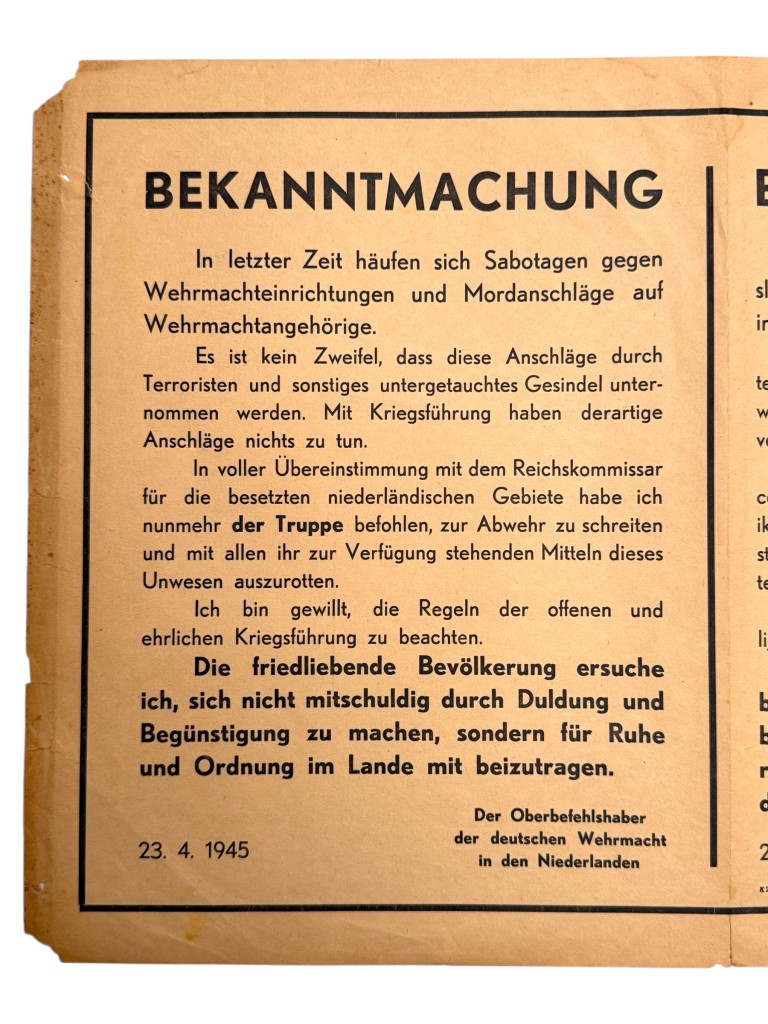 BEKANNTMACHUNG
In letzter Zeit häufen sich Sabotagen gegen
Wehrmachteinrichtungen und Mordanschläge auf
Wehrmachtangehörige.
Es ist kein Zweifel, dass diese Anschläge durch
Terroristen und sonstiges untergetauchtes Gesindel unter-
nommen werden. Mit Kriegsführung haben derartige
Anschläge nichts zu tun.
In voller Übereinstimmung mit dem Reichskommissar
für die besetzten niederländischen Gebiete habe ich
nunmehr der Truppe befohlen, zur Abwehr zu schreiten
und mit allen ihr zur Verfügung stehenden Mitteln dieses
Unwesen auszurotten.
Ich bin gewillt, die Regeln der offenen und
ehrlichen Kriegsführung zu beachten.
Die friedliebende Bevölkerung ersuche
ich, sich nicht mitschuldig durch Duldung und
Begünstigung zu machen, sondern für Ruhe
und Ordnung im Lande mit beizutragen.
Der Oberbefehlshaber
der deutschen Wehrmacht
in den Niederlanden
23. 4. 1945